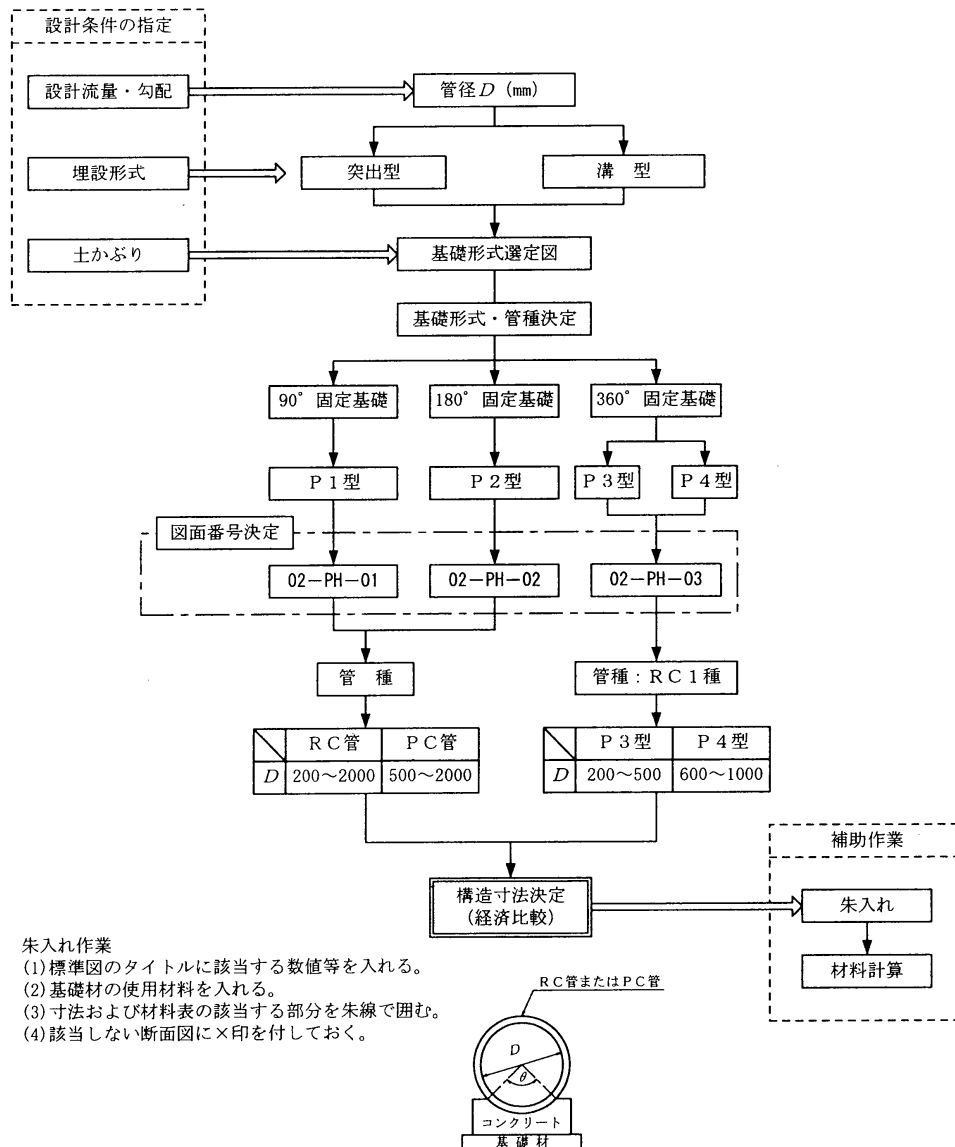 設計条件の指定
設計流量・勾配
管径D (mm)
埋設形式
突出型
溝 型
土かぶり
基礎形式選定図
基礎形式・管種決定
90°固定基礎
180°固定基礎
360°固定基礎
P1型
P2型
P3型
P4型
図面番号決定
02-PH-01
02-PH-02
02-PH-03
管 種
管種:RC1種
RC管 PC管
D 200~2000 500~2000
P3型 P4型
D 200~500 600~1000
補助作業
構造寸法決定
(経済比較)
朱入れ
材料計算
朱入れ作業
(1)標準図のタイトルに該当する数値等を入れる。
(2)基礎材の使用材料を入れる。
(3)寸法および材料表の該当する部分を朱線で囲む。
(4)該当しない断面図に×印を付しておく。
RC管またはPC管
D
θ
コンクリート
基礎材